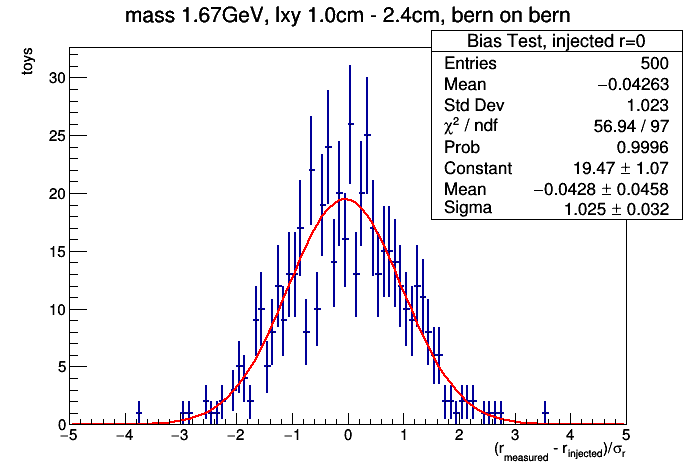 mass 1.67GeV, lxy 1.0cm - 2.4cm, bern on bern
toys
Bias Test, injected r=0
Entries 500
Mean −0.04263
Std Dev 1.023
χ² / ndf 56.94 / 97
Prob 0.9996
Constant 19.47 ± 1.07
Mean −0.0428 ± 0.0458
Sigma 1.025 ± 0.032
30
25
20
15
10
5
0
−5 −4 −3 −2 −1 0 1 2 3 4 5
(r_measured - r_injected)/σ_r